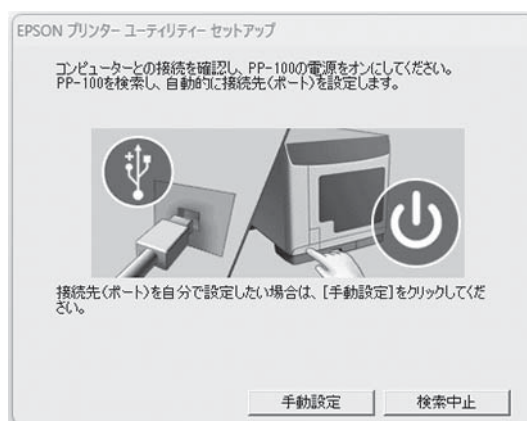 EPSON プリンター ユーティリティー セットアップ
コンピューターとの接続を確認し、PP-100の電源をオンにしてください。
PP-100を検索し、自動的に接続先(ポート)を設定します。
接続先(ポート)を自分で設定したい場合は、[手動設定]をクリックしてくだ
さい。
手動設定
検索中止